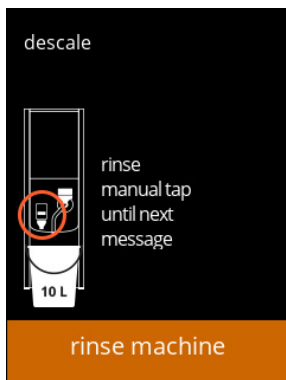 descale
rinse
manual tap
until next
message
10 L
rinse machine